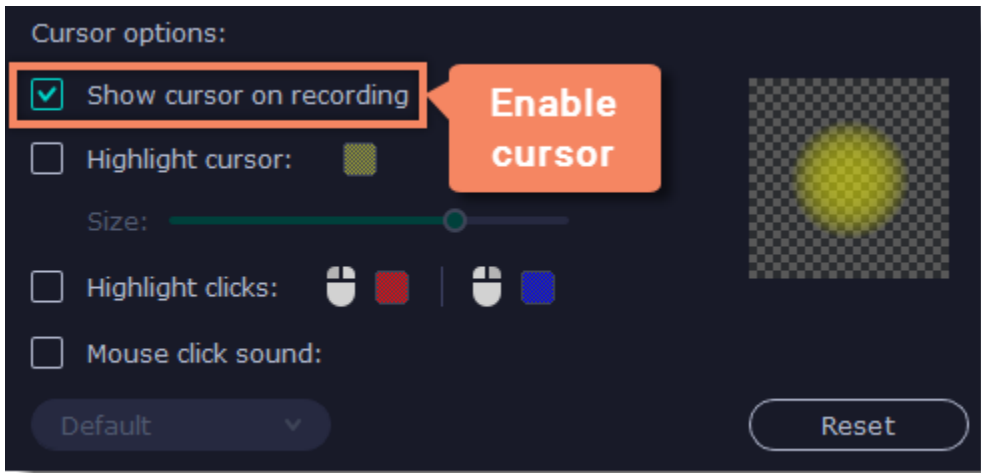 Cursor options:
Show cursor on recording
Enable
cursor
Highlight cursor:
Size:
Highlight clicks:
Mouse click sound:
Default
Reset